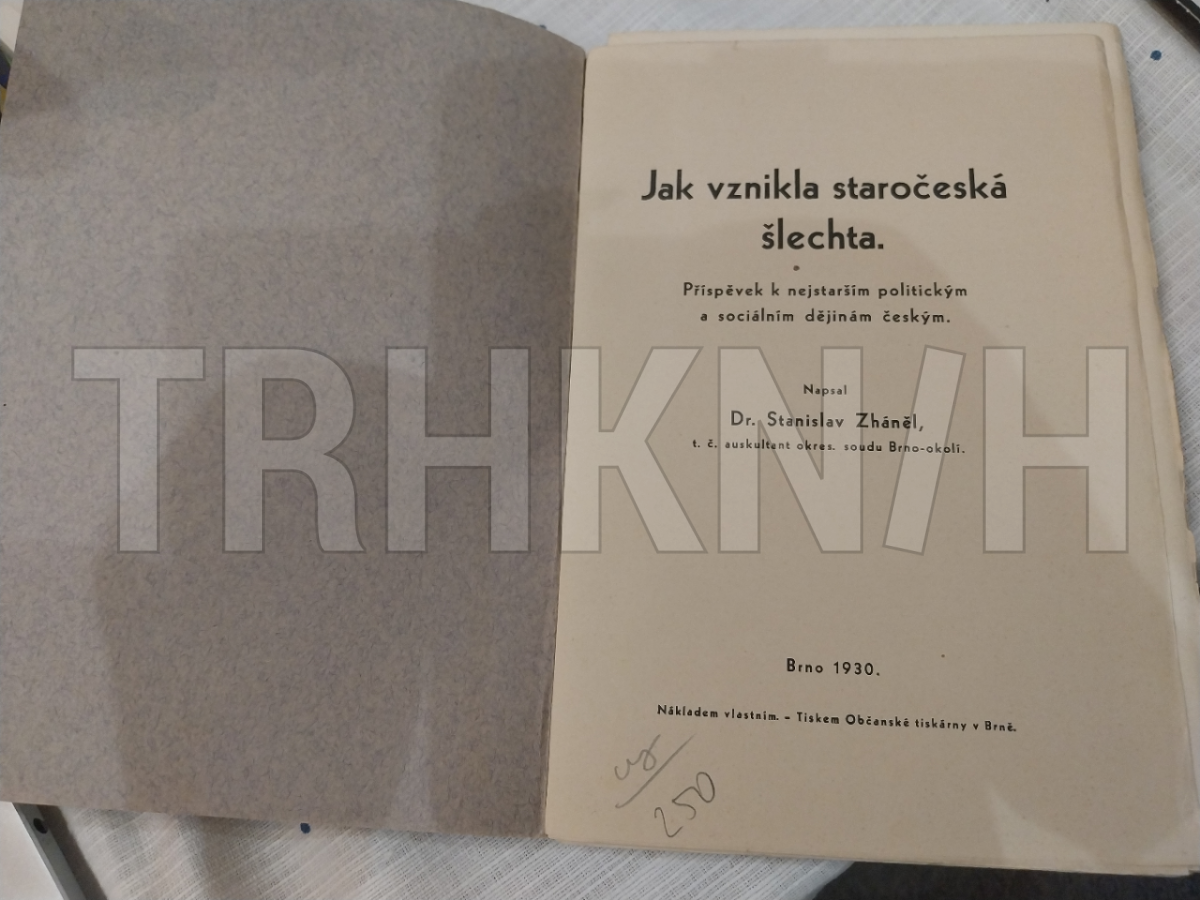 Jak vznikla staročeská
šlechta.
Příspěvek k nejstarším politickým
a sociálním dějinám českým.
TRHKN/H
Napsal
Dr. Stanislav Zháněl,
t. č. auskultant okres. soudu Brno-okolí.
Brno 1930.
Nákladem vlastním. – Tiskem Občanské tiskárny v Brně.
250